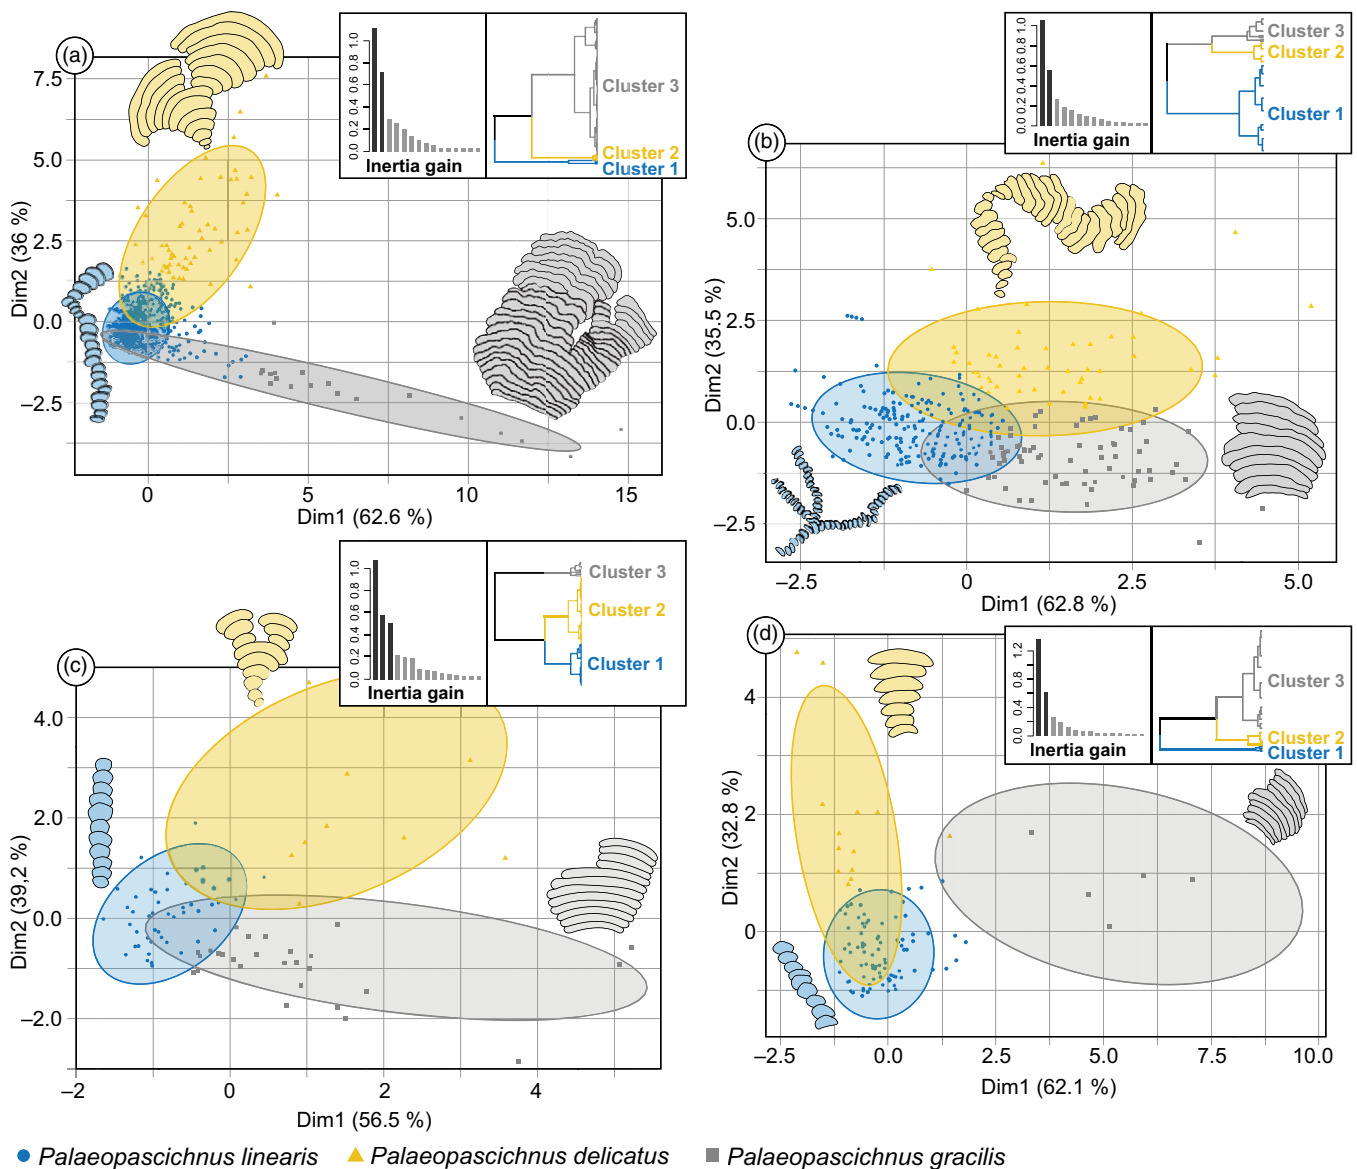 (a)
7.5
5.0
2.5
0.0
−2.5
Dim2 (36 %)
0
5
10
15
Dim1 (62.6 %)
0.0 0.2 0.4 0.6 0.8 1.0
Inertia gain
Cluster 3
Cluster 2
Cluster 1
(b)
5.0
2.5
0.0
−2.5
Dim2 (35.5 %)
−2.5
0
2.5
5.0
Dim1 (62.8 %)
0.0 0.2 0.4 0.6 0.8 1.0
Inertia gain
Cluster 3
Cluster 2
Cluster 1
(c)
4.0
2.0
0.0
−2.0
Dim2 (39,2 %)
−2
0
2
4
Dim1 (56.5 %)
0.0 0.2 0.4 0.6 0.8 1.0
Inertia gain
Cluster 3
Cluster 2
Cluster 1
(d)
4
2
0
Dim2 (32.8 %)
−2.5
0.0
2.5
5.0
7.5
10.0
Dim1 (62.1 %)
0.0 0.4 0.8 1.2
Inertia gain
Cluster 3
Cluster 2
Cluster 1
Palaeopascichnus linearis
Palaeopascichnus delicatus
Palaeopascichnus gracilis